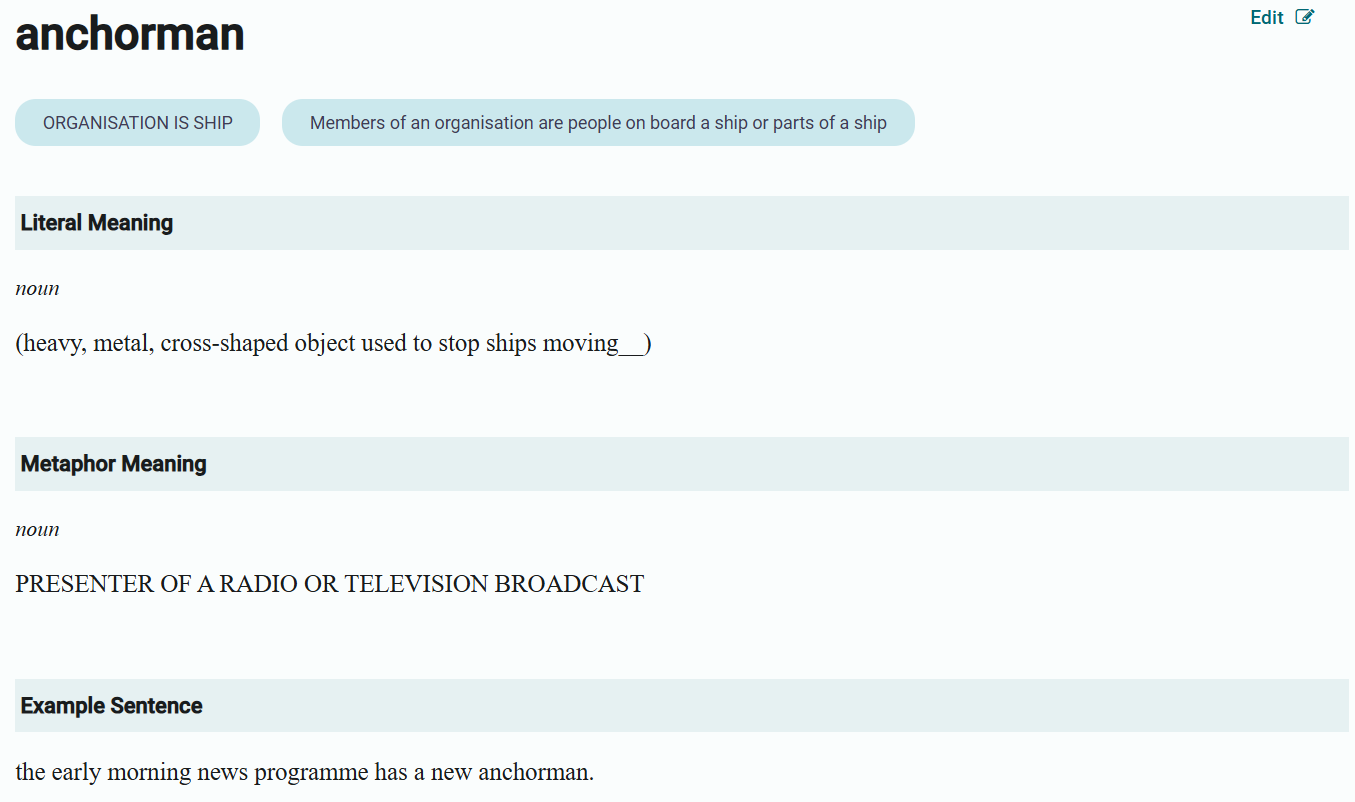 anchorman
Edit
ORGANISATION IS SHIP
Members of an organisation are people on board a ship or parts of a ship
Literal Meaning
noun
(heavy, metal, cross-shaped object used to stop ships moving__)
Metaphor Meaning
noun
PRESENTER OF A RADIO OR TELEVISION BROADCAST
Example Sentence
the early morning news programme has a new anchorman.